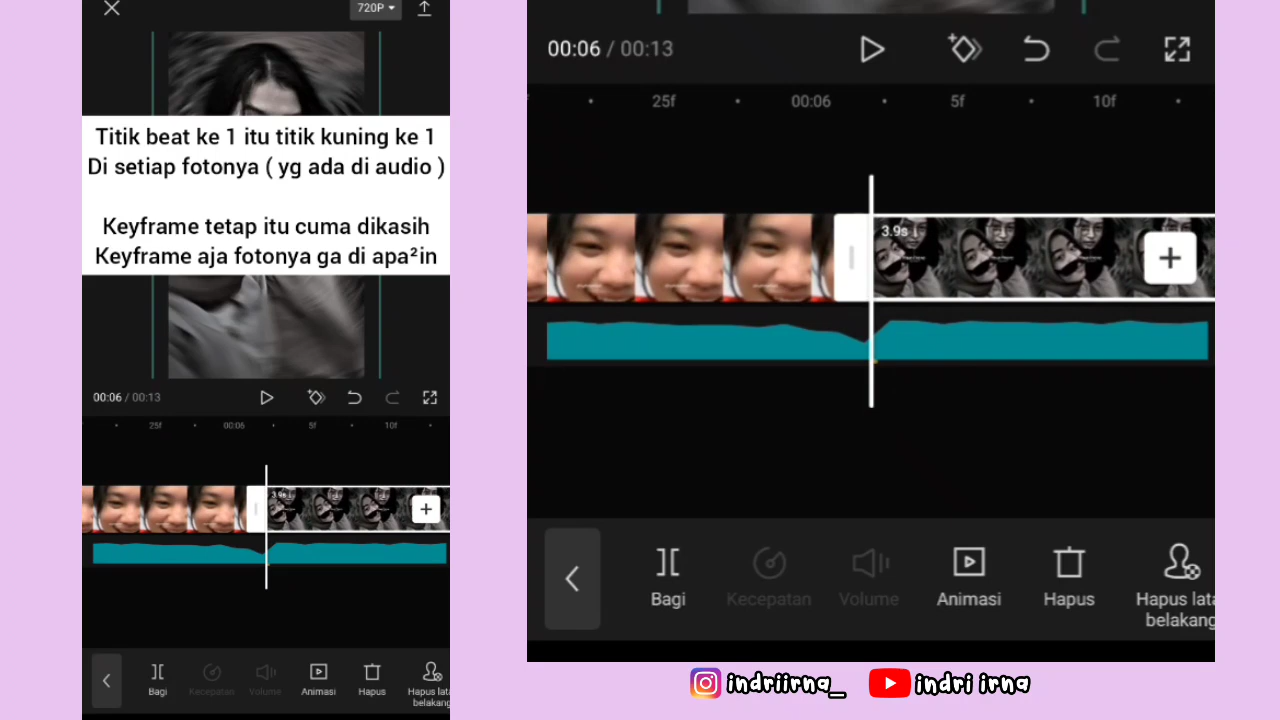 720P
Titik beat ke 1 itu titik kuning ke 1
Di setiap fotonya ( yg ada di audio )
Keyframe tetap itu cuma dikasih
Keyframe aja fotonya ga di apa²in
00:06 / 00:13
25f
00:06
5f
10f
3.9s
Bagi
Kecepatan
Volume
Animasi
Hapus
Hapus lata
belakang
00:06 / 00:13
25f
00:06
5f
10f
3.9s
Bagi
Kecepatan
Volume
Animasi
Hapus
Hapus lata
belakang
indriirna_
indri irna